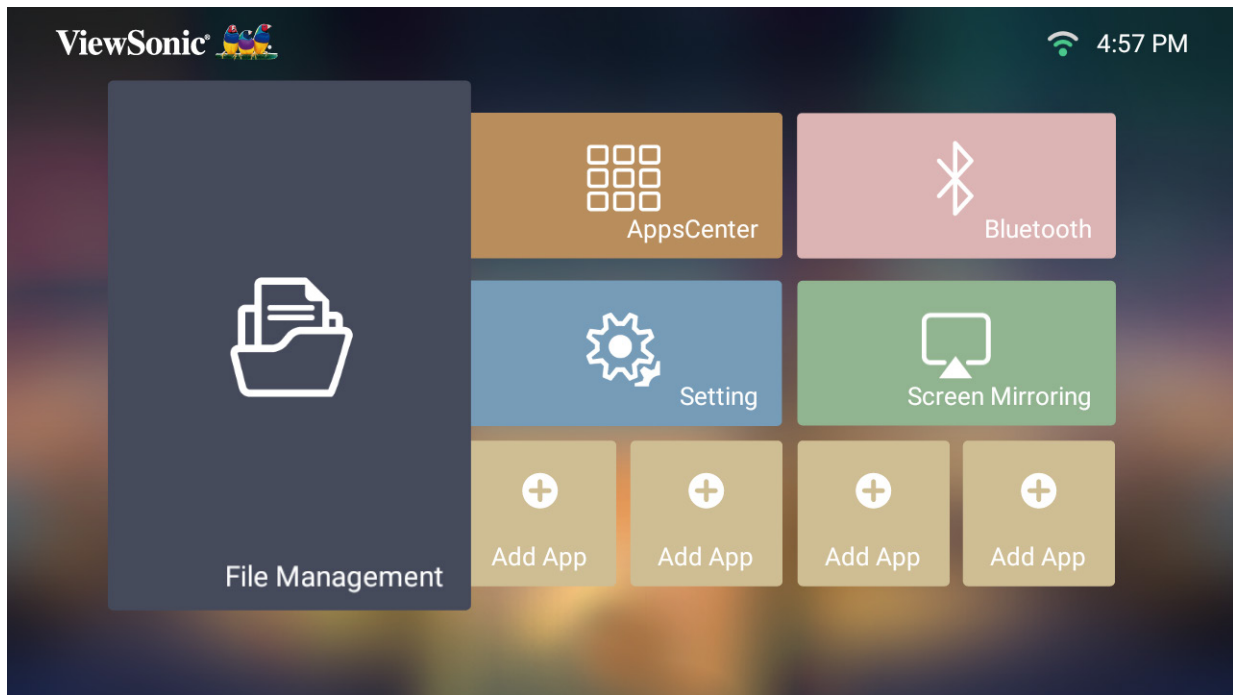 ViewSonic®
4:57 PM
AppsCenter
Bluetooth
Setting
Screen Mirroring
Add App
Add App
Add App
Add App
File Management